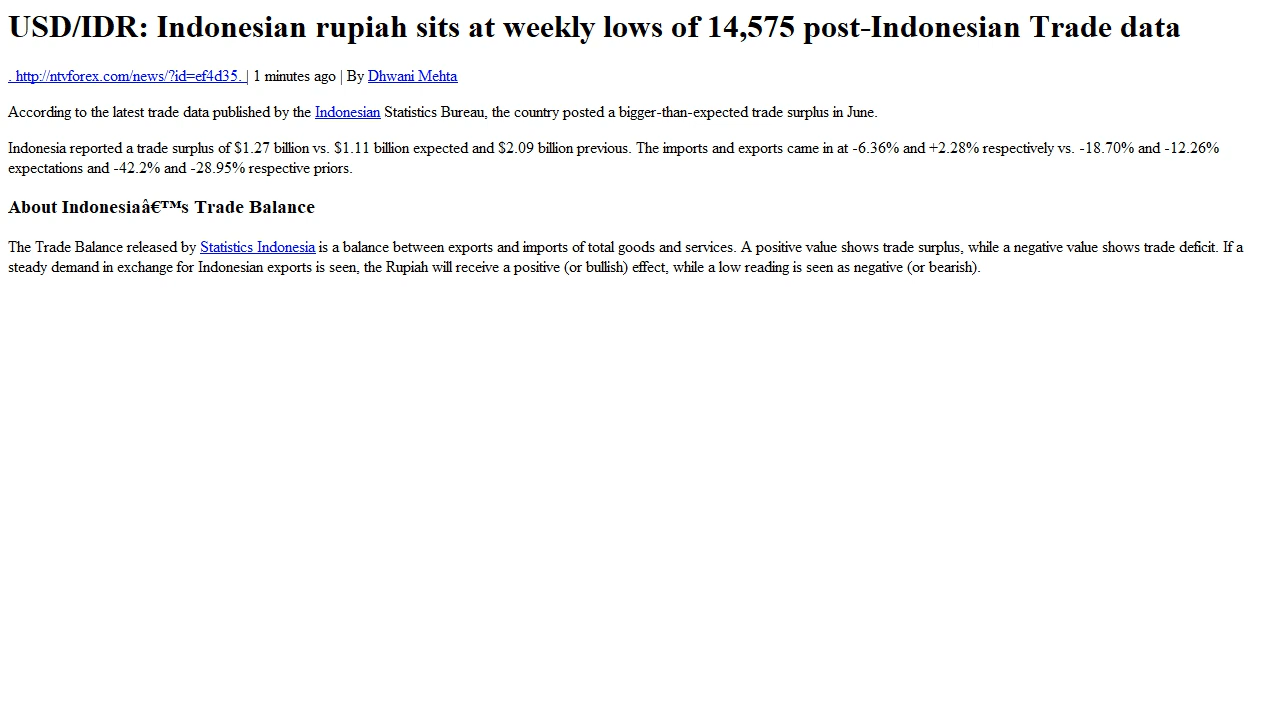 USD/IDR: Indonesian rupiah sits at weekly lows of 14,575 post-Indonesian Trade data
. http://ntvforex.com/news/?id=ef4d35. | 1 minutes ago | By Dhwani Mehta
According to the latest trade data published by the Indonesian Statistics Bureau, the country posted a bigger-than-expected trade surplus in June.
Indonesia reported a trade surplus of $1.27 billion vs. $1.11 billion expected and $2.09 billion previous. The imports and exports came in at -6.36% and +2.28% respectively vs. -18.70% and -12.26%
expectations and -42.2% and -28.95% respective priors.
About Indonesiaâ€™s Trade Balance
The Trade Balance released by Statistics Indonesia is a balance between exports and imports of total goods and services. A positive value shows trade surplus, while a negative value shows trade deficit. If a
steady demand in exchange for Indonesian exports is seen, the Rupiah will receive a positive (or bullish) effect, while a low reading is seen as negative (or bearish).